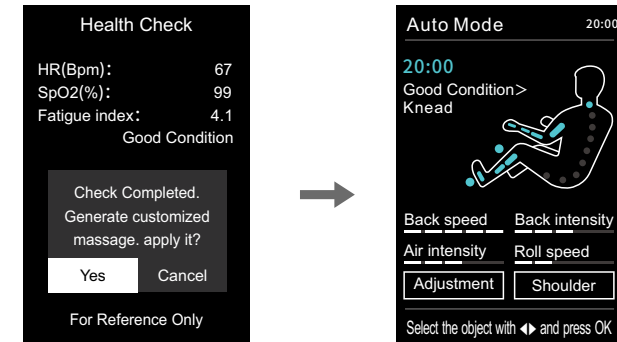 Health Check
HR(Bpm): 67
SpO2(%): 99
Fatigue index: 4.1
Good Condition
Check Completed.
Generate customized
massage. apply it?
Yes Cancel
For Reference Only
Auto Mode 20:00
20:00
Good Condition>
Knead
Back speed Back intensity
Air intensity Roll speed
Adjustment Shoulder
Select the object with ◀▶ and press OK